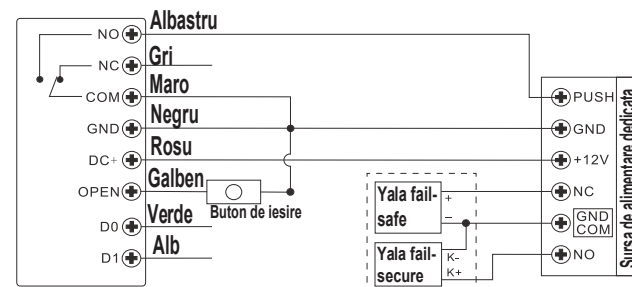 NO Albastru
NC Gri
COM Maro
GND Negru
DC+ Rosu
OPEN Galben
Buton de iesire
D0 Verde
D1 Alb
Yala fail-
safe
+
−
Yala fail-
secure
K-
K+
PUSH
GND
+12V
NC
GND
COM
NO
Sursa de alimentare dedicata